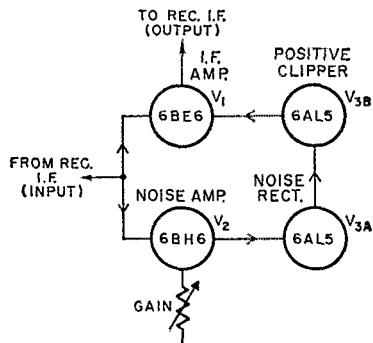 TO REC. I.F.
(OUTPUT)
I.F.
AMP.
6BE6
V1
POSITIVE
CLIPPER
6AL5
V3B
FROM REC.
I.F.
(INPUT)
NOISE AMP.
6BH6
V2
NOISE
RECT.
6AL5
V3A
GAIN